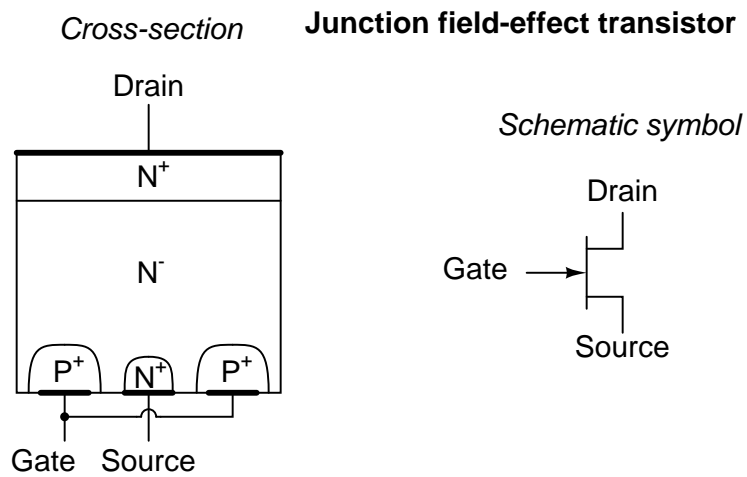 Junction field-effect transistor
Cross-section
Drain
N+
N-
P+ N+ P+
Gate Source
Schematic symbol
Drain
Gate
Source